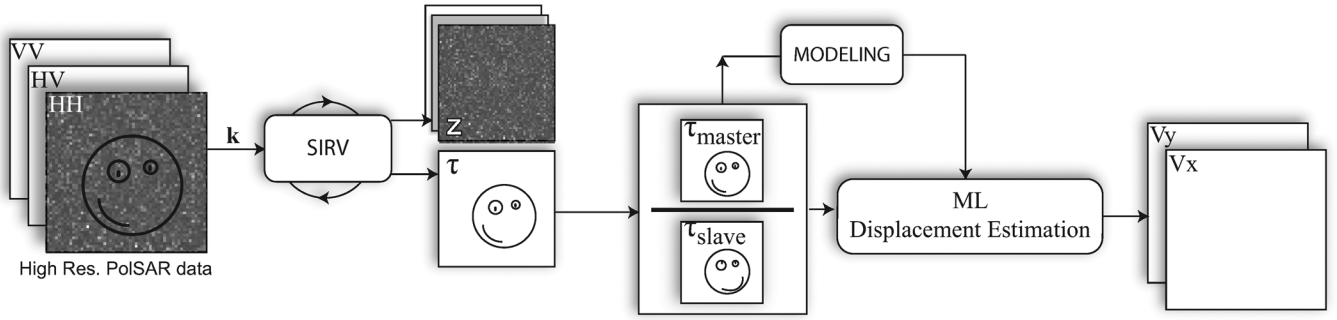 VV
HV
HH
High Res. PolSAR data
k
SIRV
z
τ
τmaster
τslave
MODELING
ML
Displacement Estimation
Vy
Vx